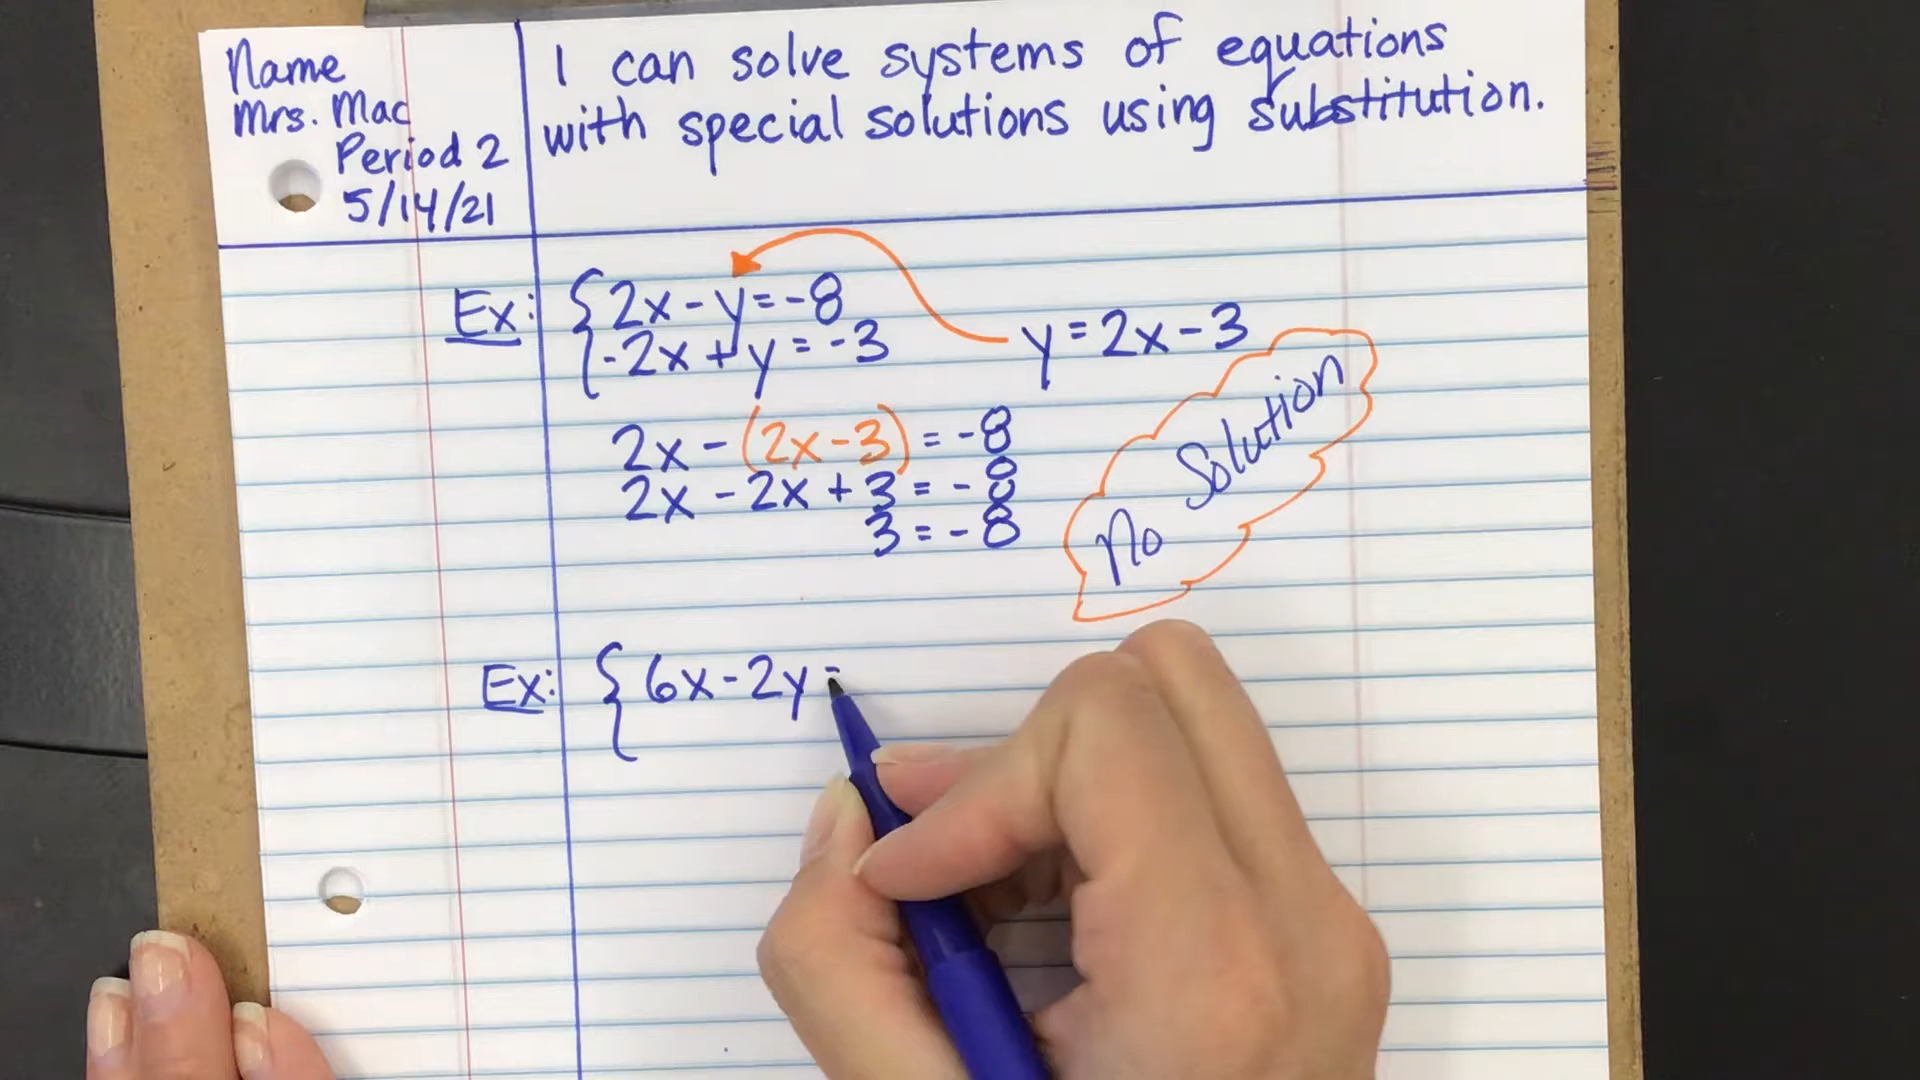 Name
Mrs. Mac
Period 2
5/14/21
I can solve systems of equations
with special solutions using substitution.
Ex: { 2x - y = -8
-2x + y = -3
y = 2x - 3
2x - (2x - 3) = -8
2x - 2x + 3 = -8
3 = -8
No Solution
Ex: { 6x - 2y =